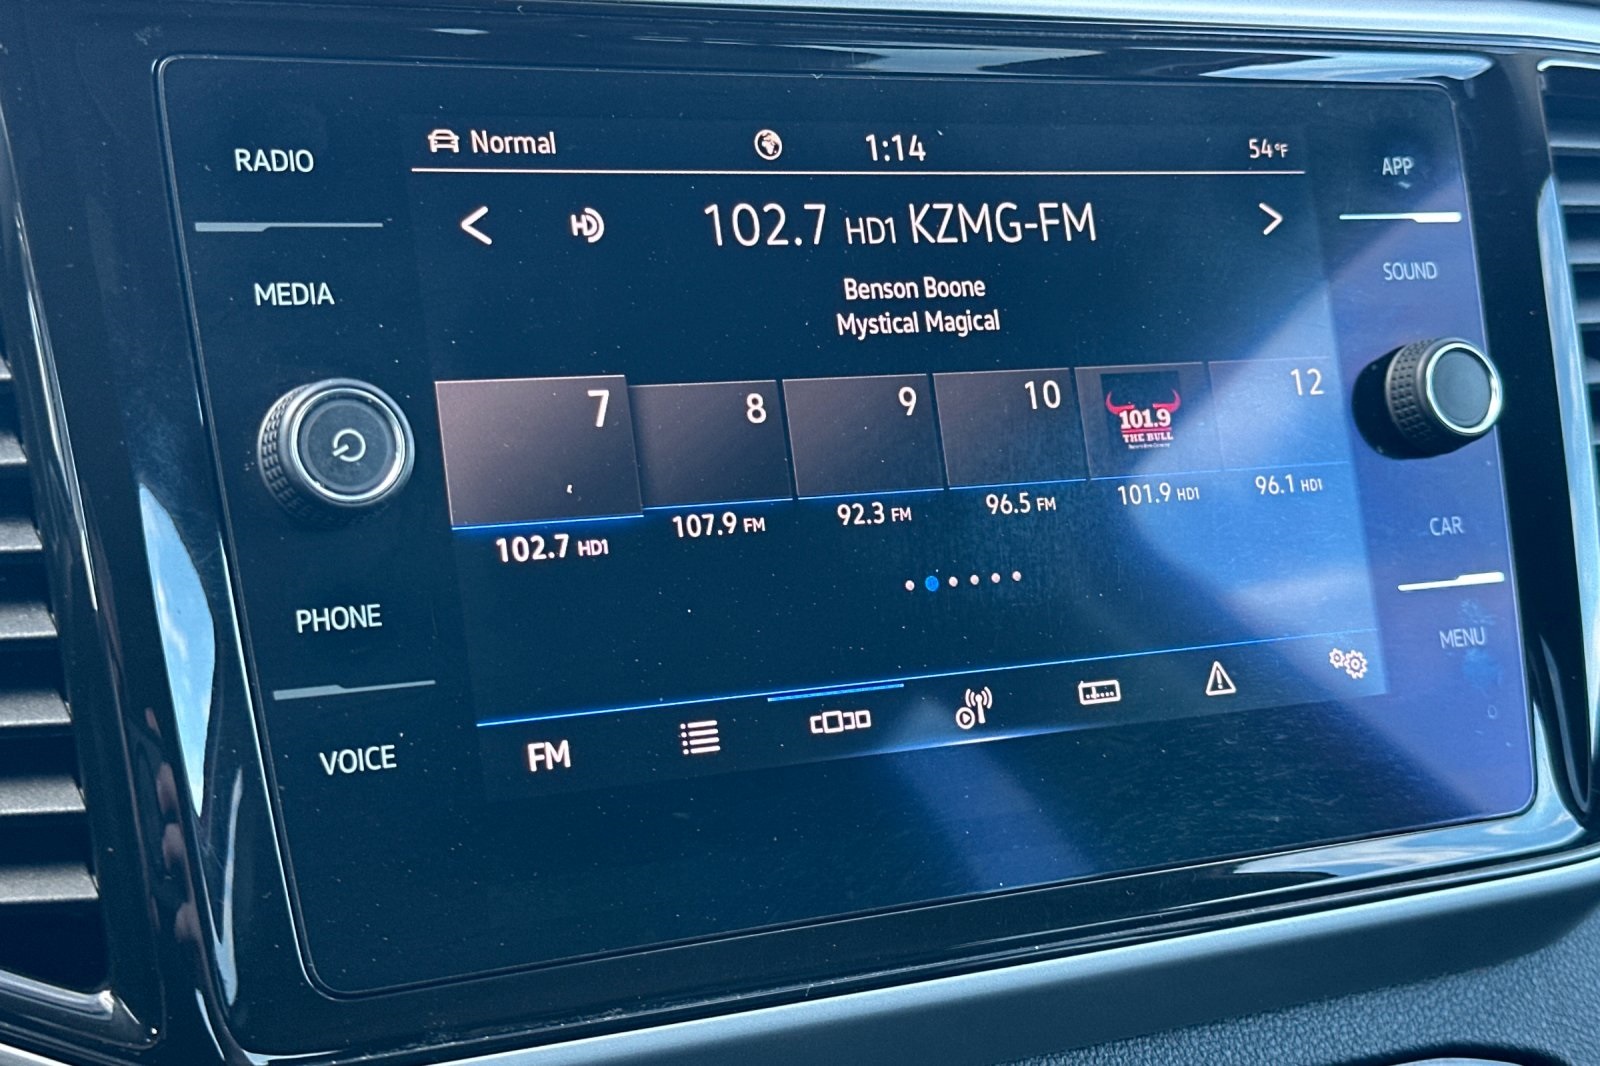 RADIO
MEDIA
PHONE
VOICE
Normal
1:14
54°F
HD
102.7 HD1 KZMG-FM
Benson Boone
Mystical Magical
7
8
9
10
12
101.9
THE BULL
102.7 HD1
107.9 FM
92.3 FM
96.5 FM
101.9 HD1
96.1 HD1
FM
APP
SOUND
CAR
MENU